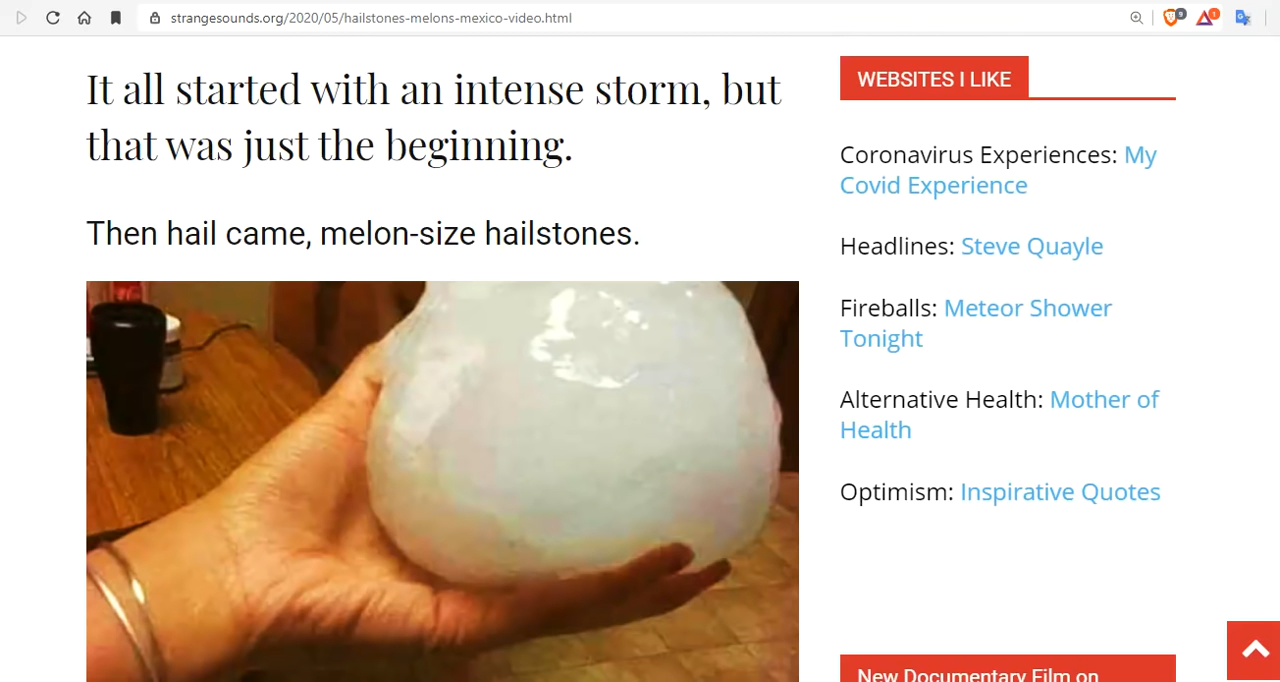 strangesounds.org/2020/05/hailstones-melons-mexico-video.html
9
1
It all started with an intense storm, but
that was just the beginning.
Then hail came, melon-size hailstones.
WEBSITES I LIKE
Coronavirus Experiences: My
Covid Experience
Headlines: Steve Quayle
Fireballs: Meteor Shower
Tonight
Alternative Health: Mother of
Health
Optimism: Inspirative Quotes
New Documentary Film on